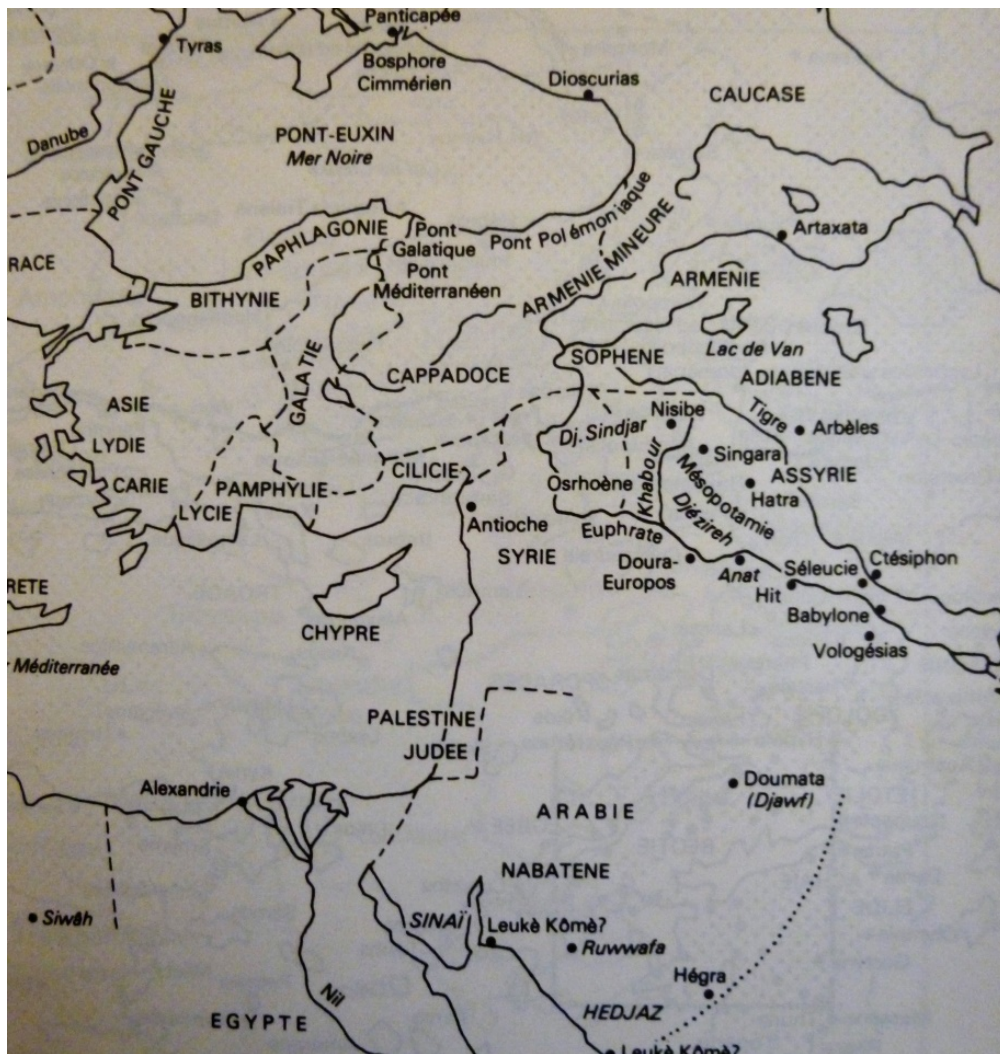 Panticapée
Tyras
Bosphore
Cimmérien
Dioscurias
CAUCASE
Danube
PONT GAUCHE
PONT-EUXIN
Mer Noire
PAPHLAGONIE
Pont
Galatique
Pont
Méditerranéen
Pont Polémoniaque
ARMENIE MINEURE
Artaxata
ARMENIE
RACE
BITHYNIE
GALATIE
CAPPADOCE
SOPHENE
Lac de Van
ADIABENE
ASIE
LYDIE
CARIE
LYCIE
PAMPHYLIE
CILICIE
Nisibe
Tigre
Arbèles
Dj. Sindjar
Singara
ASSYRIE
Osrhoène
Khabour
Mésopotamie
Djézireh
Hatra
Antioche
SYRIE
Euphrate
Doura-
Europos
Anat
Hit
Séleucie
Ctésiphon
Babylone
Vologésias
RETE
CHYPRE
Méditerranée
PALESTINE
JUDEE
Alexandrie
Doumata
(Djawf)
ARABIE
NABATENE
Siwâh
SINAÏ
Leukè Kômè?
Ruwwafa
Hégra
Nil
HEDJAZ
EGYPTE
Leukè Kômè?